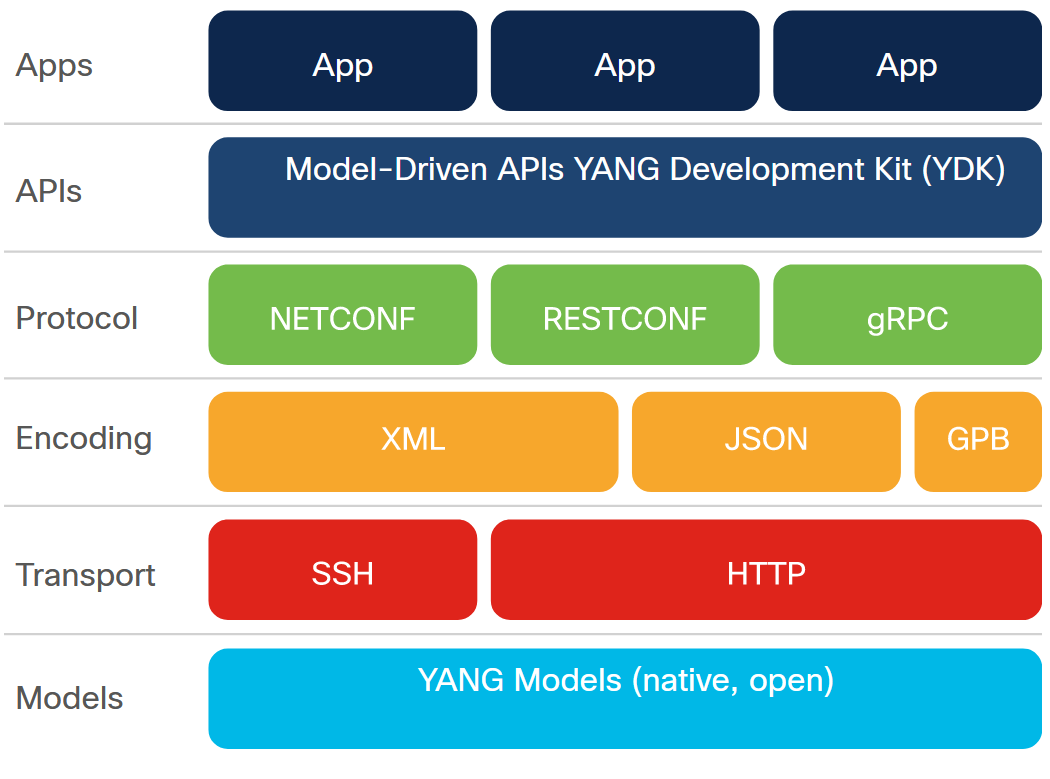 Apps
App
App
App
APIs
Model-Driven APIs YANG Development Kit (YDK)
Protocol
NETCONF
RESTCONF
gRPC
Encoding
XML
JSON
GPB
Transport
SSH
HTTP
Models
YANG Models (native, open)